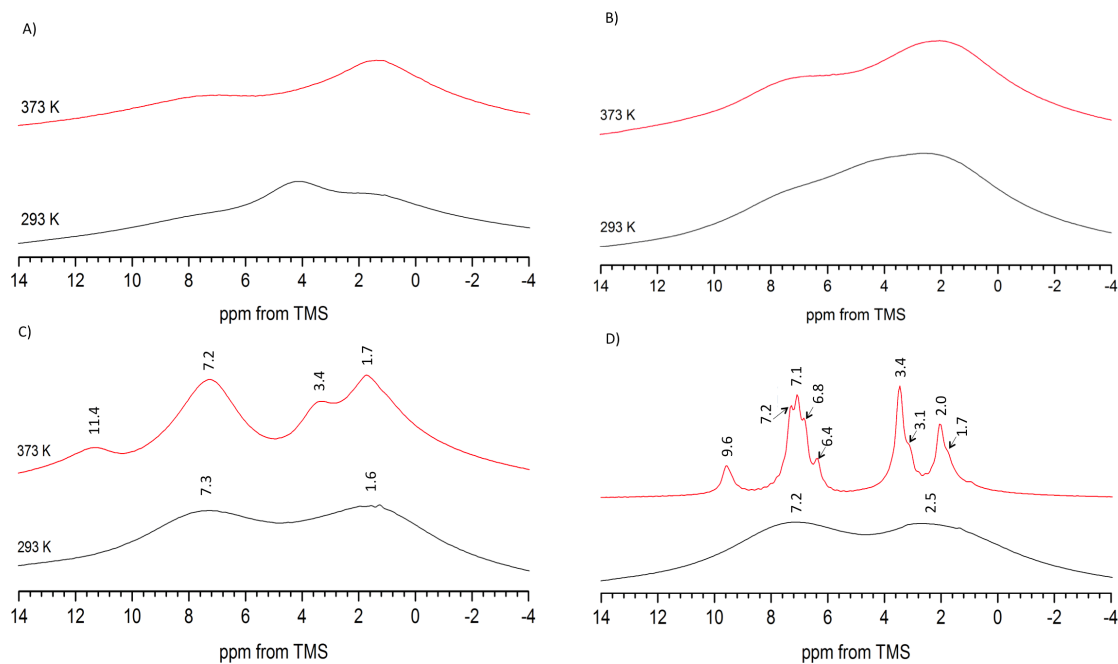 A)
373 K
293 K
14 12 10 8 6 4 2 0 -2 -4
ppm from TMS
B)
373 K
293 K
14 12 10 8 6 4 2 0 -2 -4
ppm from TMS
C)
11.4
7.2
3.4
1.7
373 K
7.3
1.6
293 K
14 12 10 8 6 4 2 0 -2 -4
ppm from TMS
D)
9.6
7.2
7.1
6.8
6.4
3.4
3.1
2.0
1.7
373 K
7.2
2.5
293 K
14 12 10 8 6 4 2 0 -2 -4
ppm from TMS